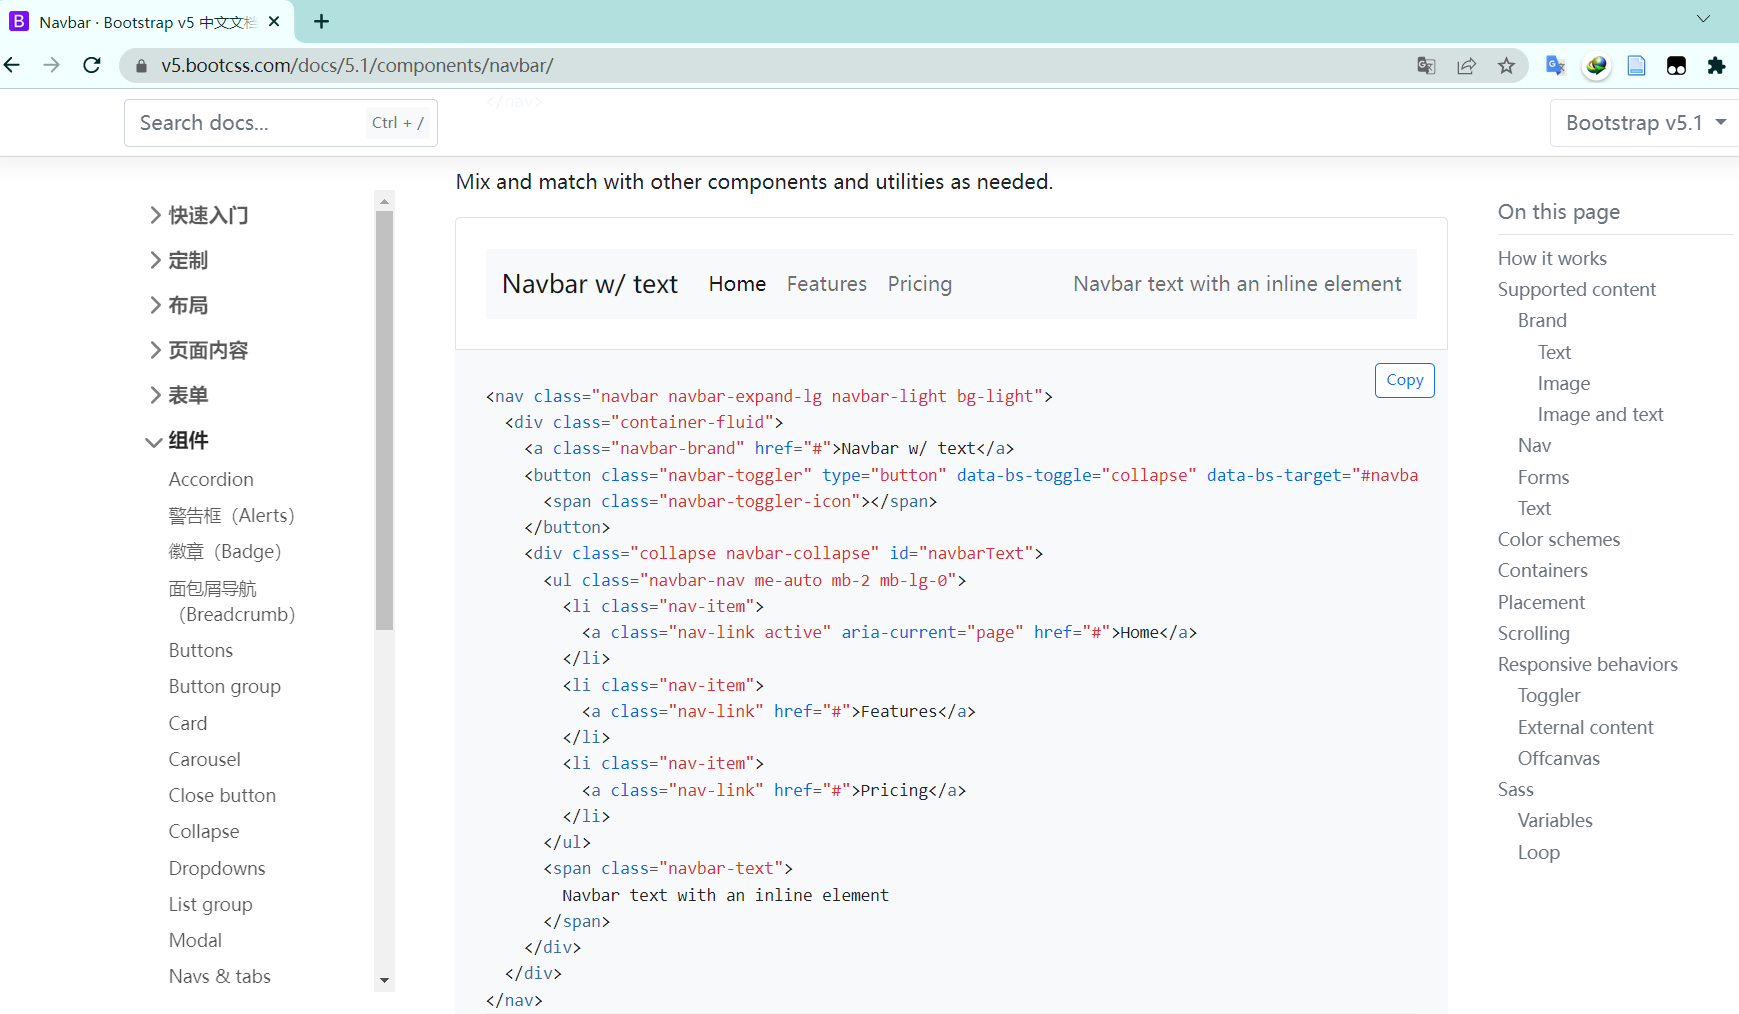 Navbar · Bootstrap v5 中文文档
v5.bootcss.com/docs/5.1/components/navbar/
</nav>
Search docs...
Ctrl + /
Bootstrap v5.1
快速入门
定制
布局
页面内容
表单
组件
Accordion
警告框（Alerts）
徽章（Badge）
面包屑导航
（Breadcrumb）
Buttons
Button group
Card
Carousel
Close button
Collapse
Dropdowns
List group
Modal
Navs & tabs
Mix and match with other components and utilities as needed.
Navbar w/ text Home Features Pricing Navbar text with an inline element
Copy
<nav class="navbar navbar-expand-lg navbar-light bg-light">
<div class="container-fluid">
<a class="navbar-brand" href="#">Navbar w/ text</a>
<button class="navbar-toggler" type="button" data-bs-toggle="collapse" data-bs-target="#navba
<span class="navbar-toggler-icon"></span>
</button>
<div class="collapse navbar-collapse" id="navbarText">
<ul class="navbar-nav me-auto mb-2 mb-lg-0">
<li class="nav-item">
<a class="nav-link active" aria-current="page" href="#">Home</a>
</li>
<li class="nav-item">
<a class="nav-link" href="#">Features</a>
</li>
<li class="nav-item">
<a class="nav-link" href="#">Pricing</a>
</li>
</ul>
<span class="navbar-text">
Navbar text with an inline element
</span>
</div>
</div>
</nav>
On this page
How it works
Supported content
Brand
Text
Image
Image and text
Nav
Forms
Text
Color schemes
Containers
Placement
Scrolling
Responsive behaviors
Toggler
External content
Offcanvas
Sass
Variables
Loop